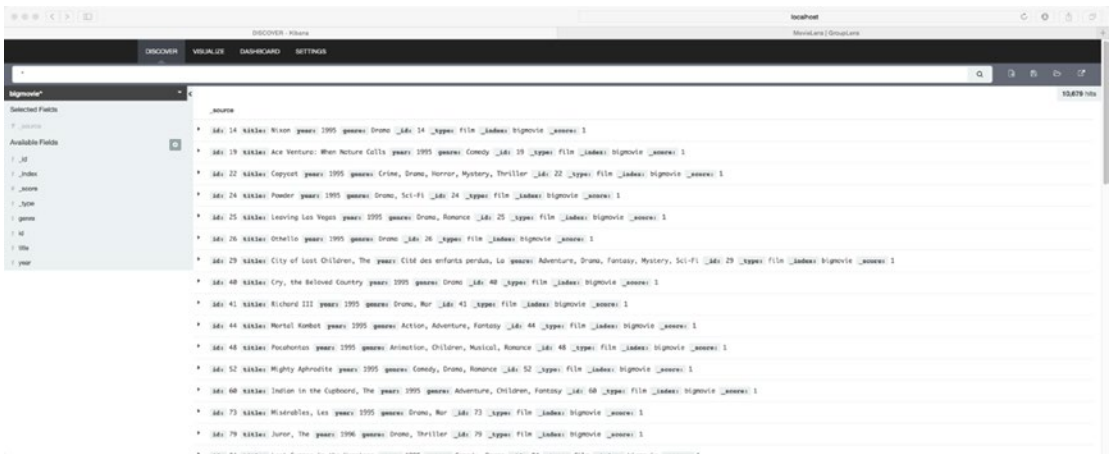 localhost
DISCOVER - Kibana
MovieLens | GroupLens
DISCOVER VISUALIZE DASHBOARD SETTINGS
*
bigmovie*
10,679 hits
Selected Fields
? _source
Available Fields
t _id
t _index
# _score
t _type
t genre
t id
t title
t year
_source
id: 14 title: Nixon year: 1995 genre: Drama _id: 14 _type: film _index: bigmovie _score: 1
id: 19 title: Ace Ventura: When Nature Calls year: 1995 genre: Comedy _id: 19 _type: film _index: bigmovie _score: 1
id: 22 title: Copycat year: 1995 genre: Crime, Drama, Horror, Mystery, Thriller _id: 22 _type: film _index: bigmovie _score: 1
id: 24 title: Powder year: 1995 genre: Drama, Sci-Fi _id: 24 _type: film _index: bigmovie _score: 1
id: 25 title: Leaving Las Vegas year: 1995 genre: Drama, Romance _id: 25 _type: film _index: bigmovie _score: 1
id: 26 title: Othello year: 1995 genre: Drama _id: 26 _type: film _index: bigmovie _score: 1
id: 29 title: City of Lost Children, The year: Cité des enfants perdus, La genre: Adventure, Drama, Fantasy, Mystery, Sci-Fi _id: 29 _type: film _index: bigmovie _score: 1
id: 40 title: Cry, the Beloved Country year: 1995 genre: Drama _id: 40 _type: film _index: bigmovie _score: 1
id: 41 title: Richard III year: 1995 genre: Drama, War _id: 41 _type: film _index: bigmovie _score: 1
id: 44 title: Mortal Kombat year: 1995 genre: Action, Adventure, Fantasy _id: 44 _type: film _index: bigmovie _score: 1
id: 48 title: Pocahontas year: 1995 genre: Animation, Children, Musical, Romance _id: 48 _type: film _index: bigmovie _score: 1
id: 52 title: Mighty Aphrodite year: 1995 genre: Comedy, Drama, Romance _id: 52 _type: film _index: bigmovie _score: 1
id: 60 title: Indian in the Cupboard, The year: 1995 genre: Adventure, Children, Fantasy _id: 60 _type: film _index: bigmovie _score: 1
id: 73 title: Misérables, Les year: 1995 genre: Drama, War _id: 73 _type: film _index: bigmovie _score: 1
id: 79 title: Juror, The year: 1996 genre: Drama, Thriller _id: 79 _type: film _index: bigmovie _score: 1